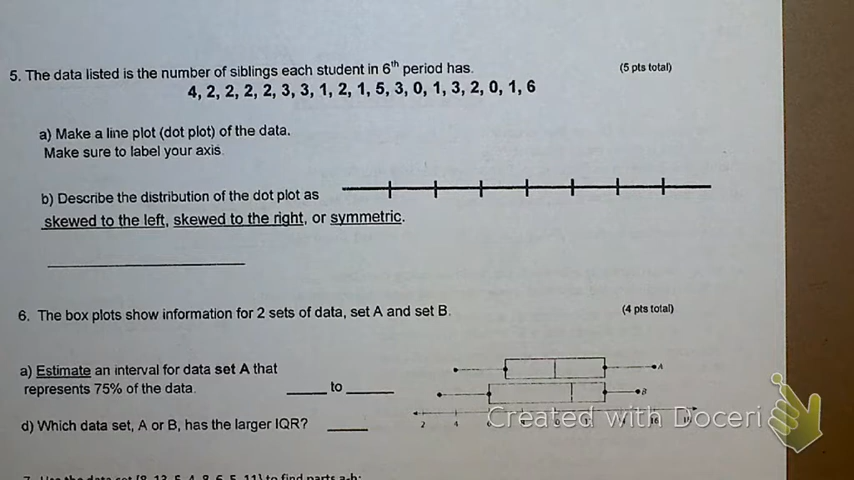 5. The data listed is the number of siblings each student in 6th period has. (5 pts total)
4, 2, 2, 2, 2, 3, 3, 1, 2, 1, 5, 3, 0, 1, 3, 2, 0, 1, 6
a) Make a line plot (dot plot) of the data.
Make sure to label your axis.
b) Describe the distribution of the dot plot as
skewed to the left, skewed to the right, or symmetric.
6. The box plots show information for 2 sets of data, set A and set B. (4 pts total)
a) Estimate an interval for data set A that
represents 75% of the data. ____ to ____
A
B
2 4
Created with Doceri
d) Which data set, A or B, has the larger IQR? ____